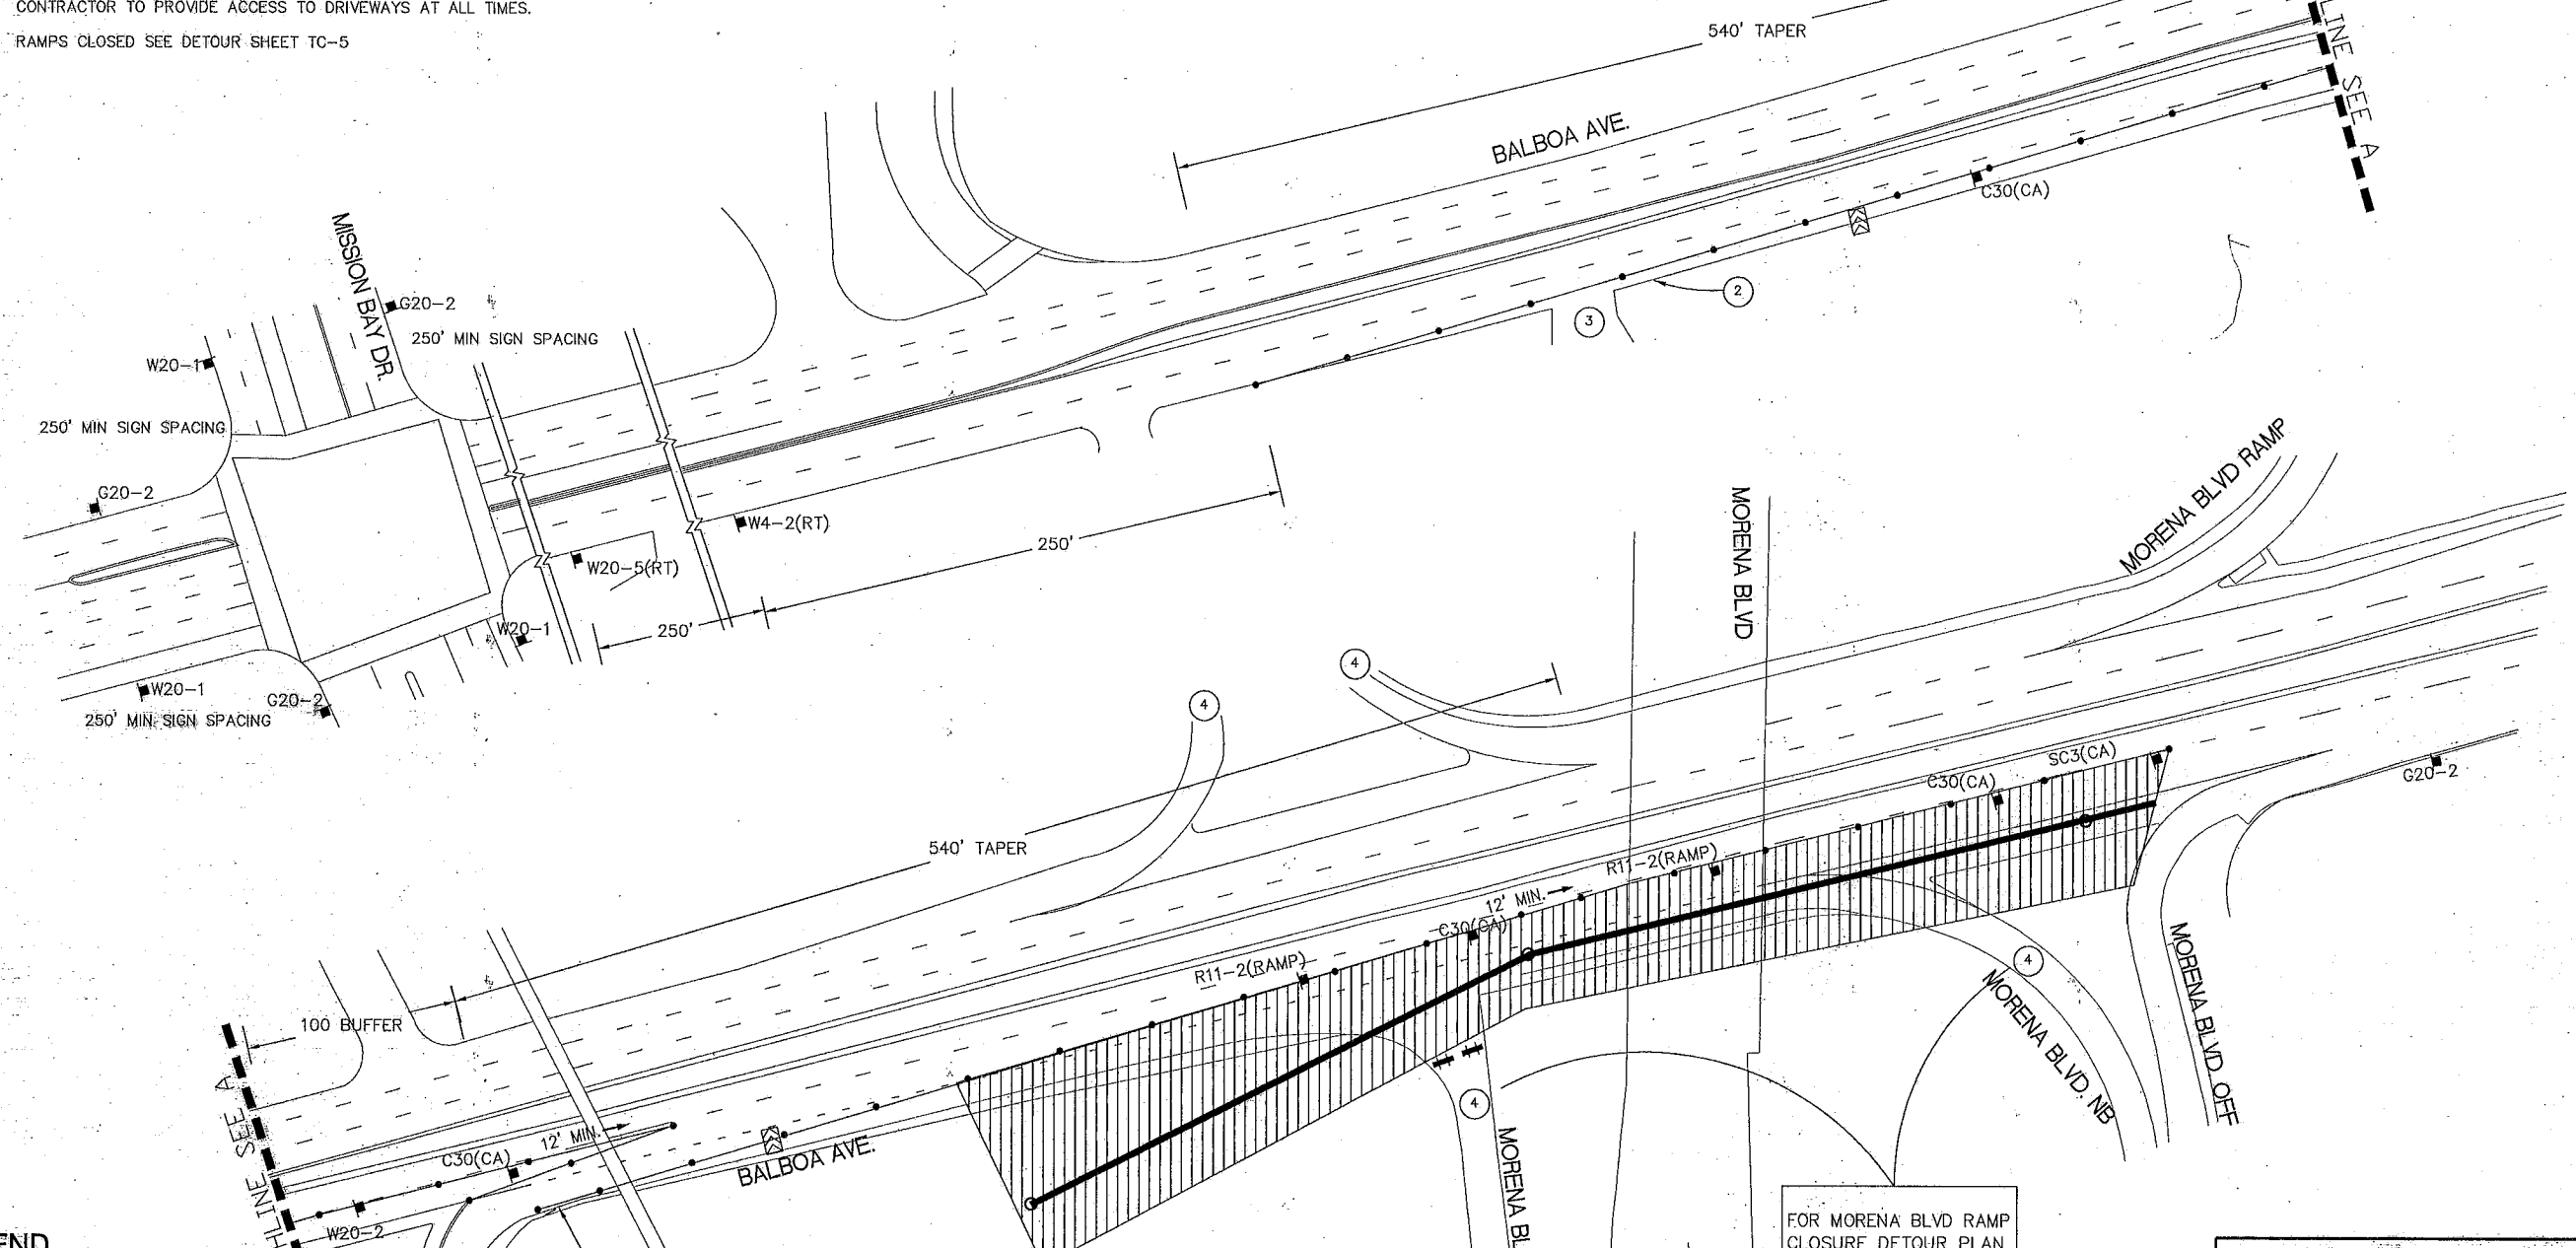 CONTRACTOR TO PROVIDE ACCESS TO DRIVEWAYS AT ALL TIMES.
RAMPS CLOSED SEE DETOUR SHEET TC-5
540' TAPER
LINE SEE A
BALBOA AVE.
C30(CA)
2
3
MISSION BAY DR.
G20-2
250' MIN SIGN SPACING
W20-1
250' MIN SIGN SPACING
G20-2
W4-2(RT)
250'
W20-5(RT)
W20-1
250'
W20-1
G20-2
250' MIN. SIGN SPACING
MORENA BLVD
MORENA BLVD RAMP
4
4
540' TAPER
SC3(CA)
C30(CA)
G20-2
R11-2(RAMP)
12' MIN.
C30(CA)
R11-2(RAMP)
4
MORENA BLVD. NB
MORENA BLVD OFF
100 BUFFER
HLINE SEE A
12' MIN.
C30(CA)
BALBOA AVE.
W20-2
4
MORENA BL
FOR MORENA BLVD RAMP
CLOSURE DETOUR PLAN
END